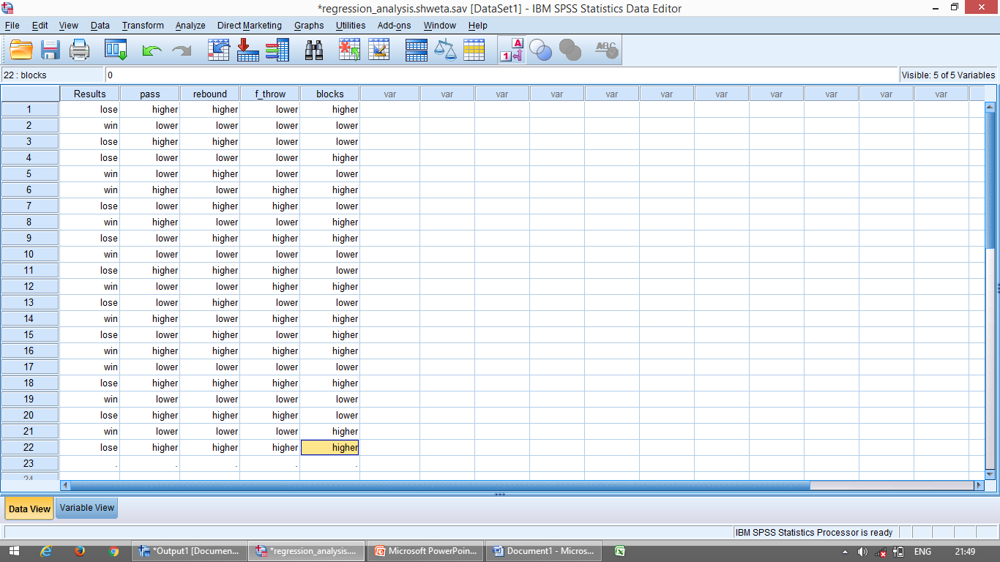 *regression_analysis.shweta.sav [DataSet1] - IBM SPSS Statistics Data Editor
File Edit View Data Transform Analyze Direct Marketing Graphs Utilities Add-ons Window Help
1 A ABC
22 : blocks 0 Visible: 5 of 5 Variables
Results pass rebound f_throw blocks var var var var var var var var var var var
1 lose higher higher lower higher
2 win lower lower lower lower
3 lose higher higher lower lower
4 lose lower lower lower higher
5 win lower higher lower lower
6 win higher lower higher higher
7 lose lower higher higher lower
8 win higher lower lower higher
9 lose lower higher higher higher
10 win lower lower lower lower
11 lose higher higher higher lower
12 win lower lower higher higher
13 lose lower higher lower lower
14 win higher lower higher higher
15 lose lower higher higher higher
16 win higher higher higher higher
17 win lower lower lower lower
18 lose higher higher higher higher
19 win lower lower lower lower
20 lose higher higher higher lower
21 win lower lower lower higher
22 lose higher higher higher higher
23 . . . . .
24
Data View Variable View
IBM SPSS Statistics Processor is ready
*Output1 [Documen... *regression_analysis.... Microsoft PowerPoin... Document1 - Micros... ENG 21:49